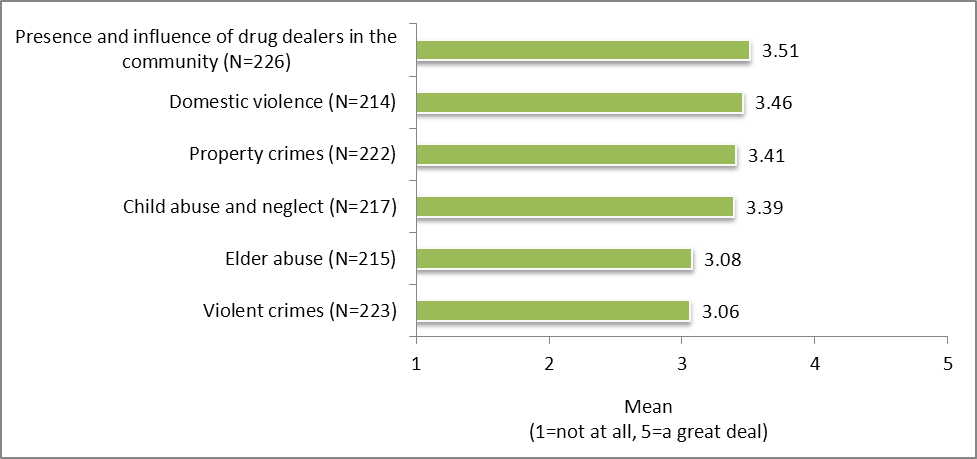 Presence and influence of drug dealers in the
community (N=226)
3.51
Domestic violence (N=214)
3.46
Property crimes (N=222)
3.41
Child abuse and neglect (N=217)
3.39
Elder abuse (N=215)
3.08
Violent crimes (N=223)
3.06
1 2 3 4 5
Mean
(1=not at all, 5=a great deal)